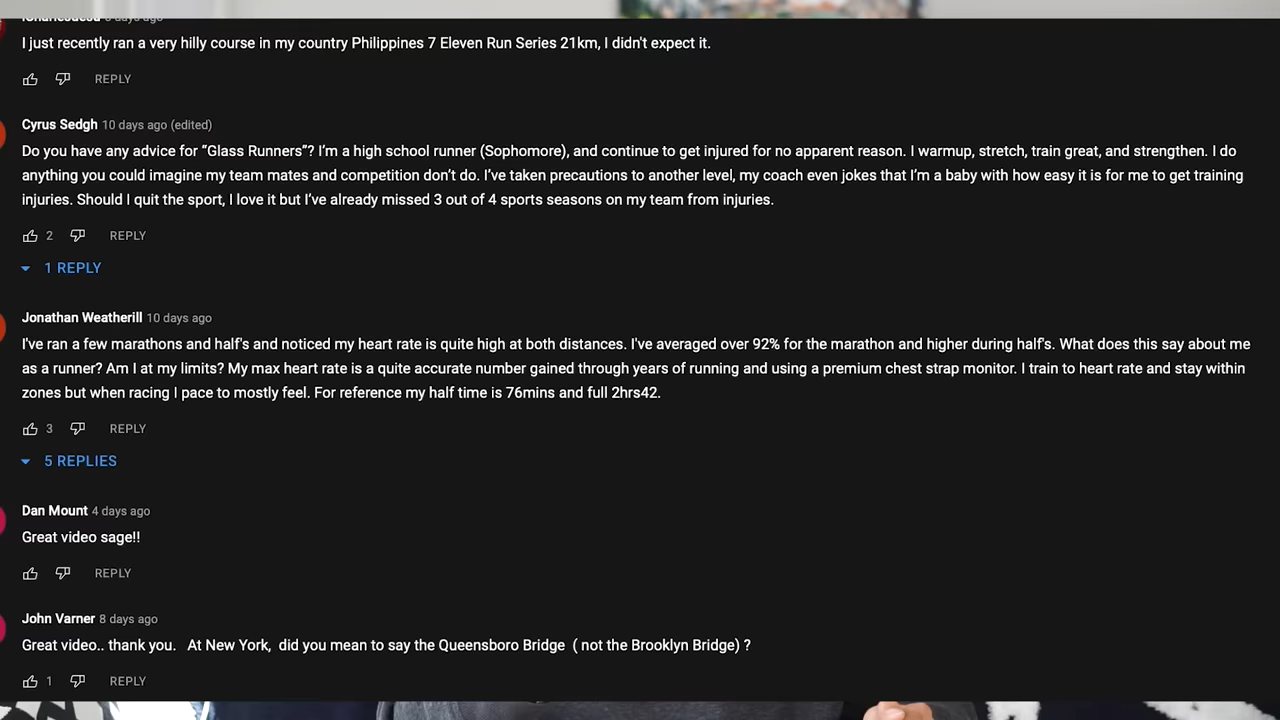 I just recently ran a very hilly course in my country Philippines 7 Eleven Run Series 21km, I didn't expect it.
REPLY
Cyrus Sedgh 10 days ago (edited)
Do you have any advice for “Glass Runners”? I’m a high school runner (Sophomore), and continue to get injured for no apparent reason. I warmup, stretch, train great, and strengthen. I do
anything you could imagine my team mates and competition don’t do. I’ve taken precautions to another level, my coach even jokes that I’m a baby with how easy it is for me to get training
injuries. Should I quit the sport, I love it but I’ve already missed 3 out of 4 sports seasons on my team from injuries.
2 REPLY
1 REPLY
Jonathan Weatherill 10 days ago
I've ran a few marathons and half's and noticed my heart rate is quite high at both distances. I've averaged over 92% for the marathon and higher during half's. What does this say about me
as a runner? Am I at my limits? My max heart rate is a quite accurate number gained through years of running and using a premium chest strap monitor. I train to heart rate and stay within
zones but when racing I pace to mostly feel. For reference my half time is 76mins and full 2hrs42.
3 REPLY
5 REPLIES
Dan Mount 4 days ago
Great video sage!!
REPLY
John Varner 8 days ago
Great video.. thank you. At New York, did you mean to say the Queensboro Bridge ( not the Brooklyn Bridge) ?
1 REPLY